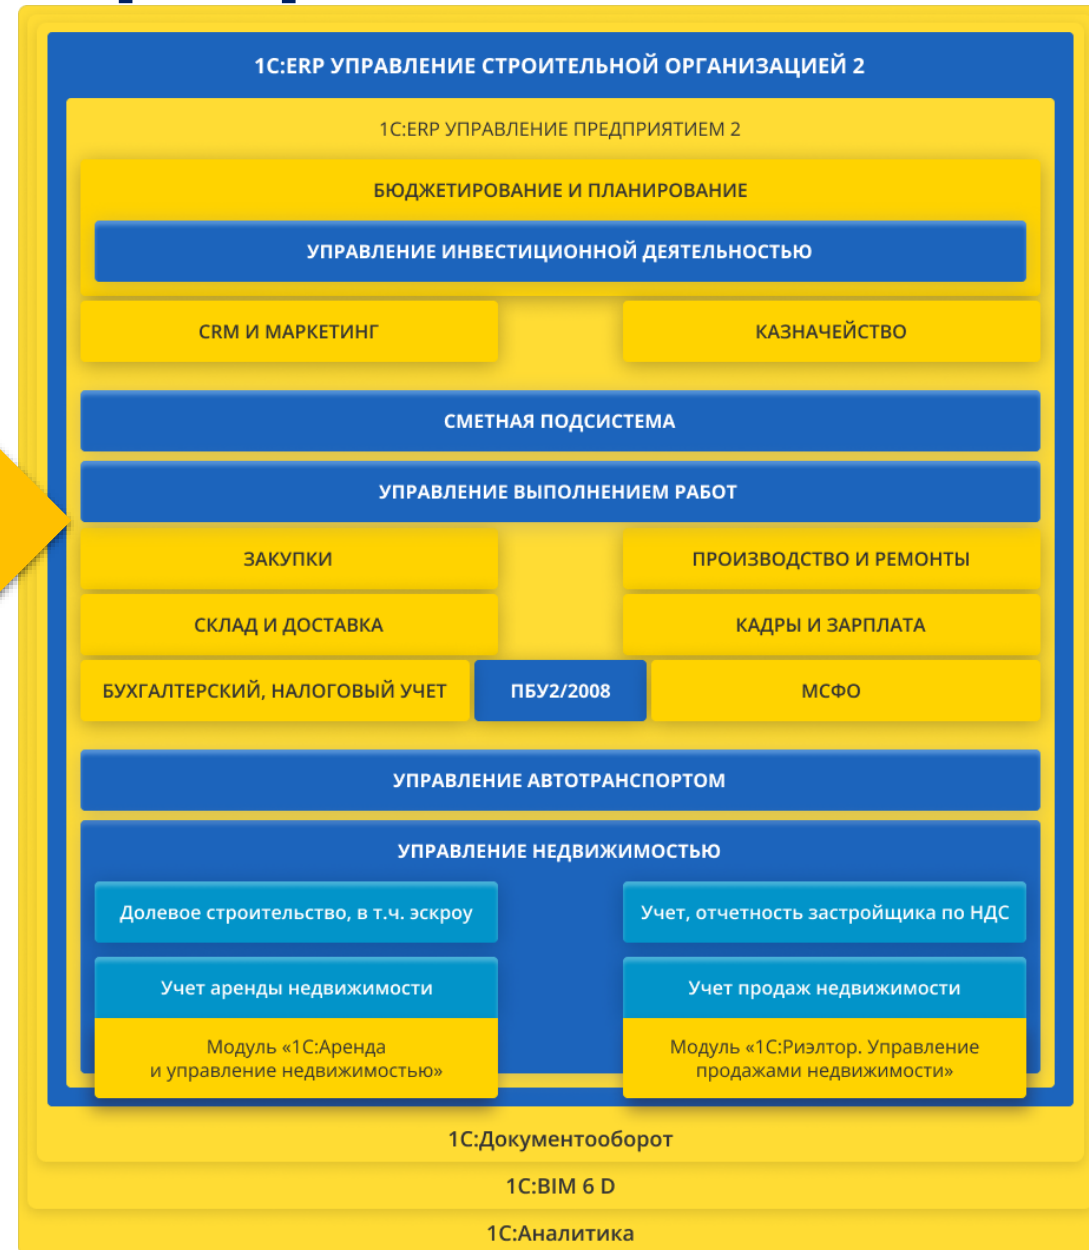 1С:ERP УПРАВЛЕНИЕ СТРОИТЕЛЬНОЙ ОРГАНИЗАЦИЕЙ 2
1С:ERP УПРАВЛЕНИЕ ПРЕДПРИЯТИЕМ 2
БЮДЖЕТИРОВАНИЕ И ПЛАНИРОВАНИЕ
УПРАВЛЕНИЕ ИНВЕСТИЦИОННОЙ ДЕЯТЕЛЬНОСТЬЮ
CRM И МАРКЕТИНГ
КАЗНАЧЕЙСТВО
СМЕТНАЯ ПОДСИСТЕМА
УПРАВЛЕНИЕ ВЫПОЛНЕНИЕМ РАБОТ
ЗАКУПКИ
ПРОИЗВОДСТВО И РЕМОНТЫ
СКЛАД И ДОСТАВКА
КАДРЫ И ЗАРПЛАТА
БУХГАЛТЕРСКИЙ, НАЛОГОВЫЙ УЧЕТ
ПБУ2/2008
МСФО
УПРАВЛЕНИЕ АВТОТРАНСПОРТОМ
УПРАВЛЕНИЕ НЕДВИЖИМОСТЬЮ
Долевое строительство, в т.ч. эскроу
Учет, отчетность застройщика по НДС
Учет аренды недвижимости
Учет продаж недвижимости
Модуль «1С:Аренда
и управление недвижимостью»
Модуль «1С:Риэлтор. Управление
продажами недвижимости»
1С:Документооборот
1С:BIM 6 D
1С:Аналитика